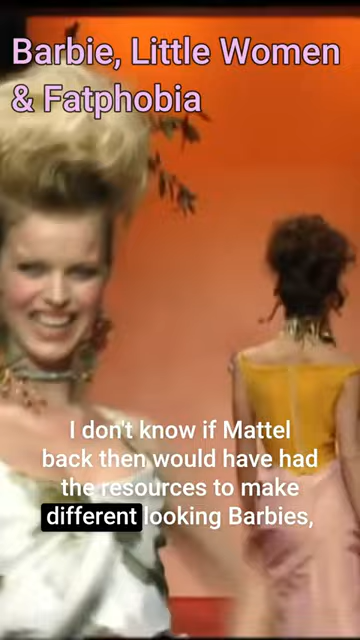 Barbie, Little Women
& Fatphobia
I don't know if Mattel
back then would have had
the resources to make
different looking Barbies,